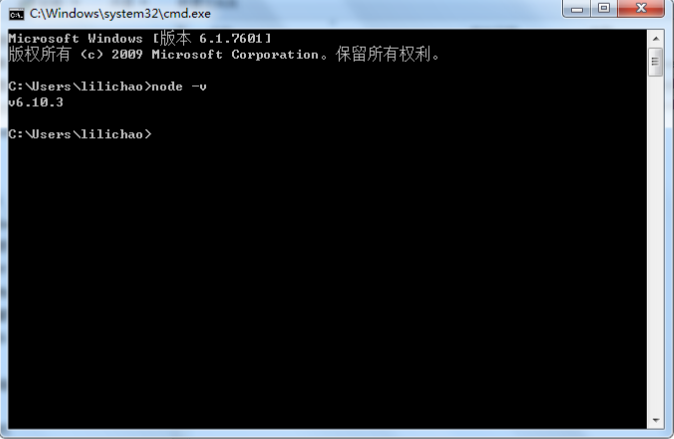 C:\Windows\system32\cmd.exe
Microsoft Windows [版本 6.1.7601]
版权所有 (c) 2009 Microsoft Corporation。保留所有权利。
C:\Users\lilichao>node -v
v6.10.3
C:\Users\lilichao>